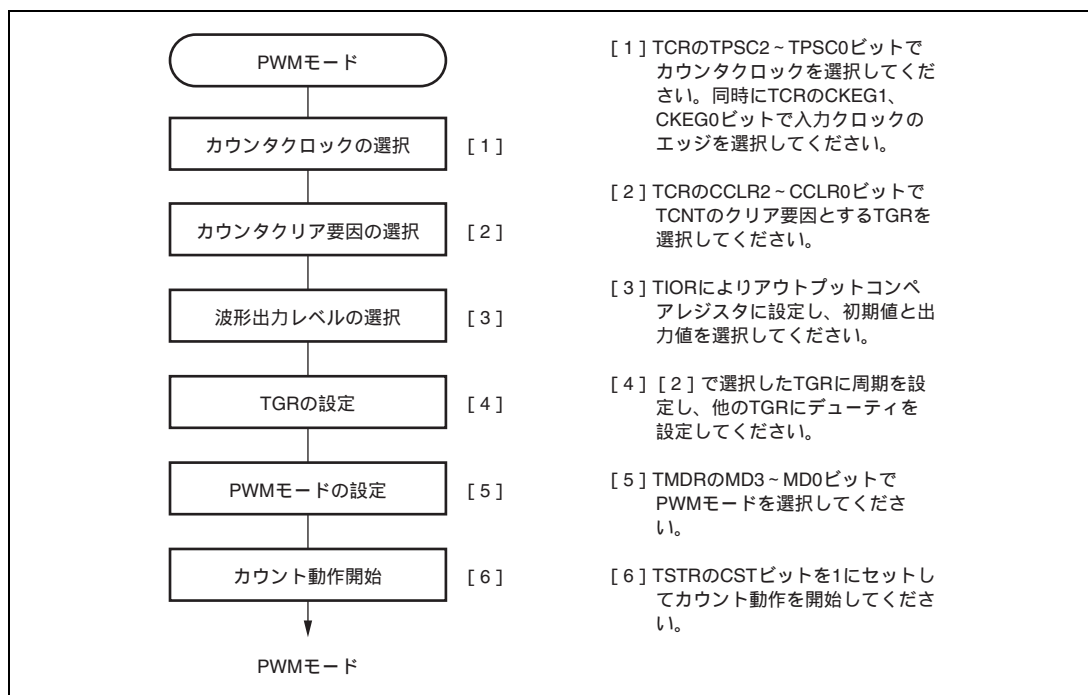 PWMモード
カウンタクロックの選択 [ 1 ]
カウンタクリア要因の選択 [ 2 ]
波形出力レベルの選択 [ 3 ]
TGRの設定 [ 4 ]
PWMモードの設定 [ 5 ]
カウント動作開始 [ 6 ]
PWMモード
[ 1 ] TCRのTPSC2～TPSC0ビットで
カウンタクロックを選択してくだ
さい。同時にTCRのCKEG1、
CKEG0ビットで入力クロックの
エッジを選択してください。
[ 2 ] TCRのCCLR2～CCLR0ビットで
TCNTのクリア要因とするTGRを
選択してください。
[ 3 ] TIORによりアウトプットコンペ
アレジスタに設定し、初期値と出
力値を選択してください。
[ 4 ] [ 2 ] で選択したTGRに周期を設
定し、他のTGRにデューティを
設定してください。
[ 5 ] TMDRのMD3～MD0ビットで
PWMモードを選択してくださ
い。
[ 6 ] TSTRのCSTビットを1にセットし
てカウント動作を開始してくださ
い。